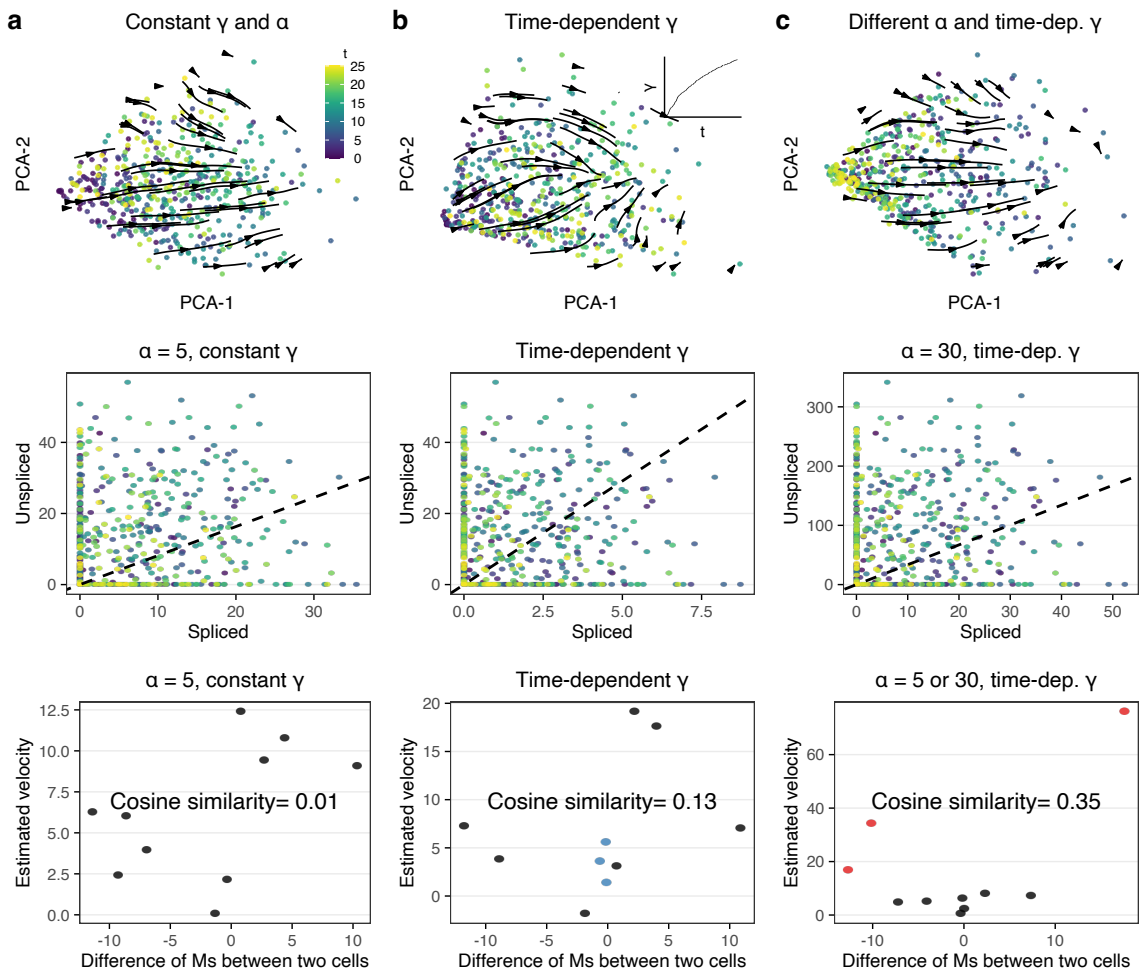 a
Constant γ and α
t
25
20
15
10
5
0
PCA-2
PCA-1
b
Time-dependent γ
γ
t
PCA-2
PCA-1
c
Different α and time-dep. γ
PCA-2
PCA-1
α = 5, constant γ
Unspliced
40
20
0
0 10 20 30
Spliced
Time-dependent γ
Unspliced
40
20
0
0.0 2.5 5.0 7.5
Spliced
α = 30, time-dep. γ
Unspliced
300
200
100
0
0 10 20 30 40 50
Spliced
α = 5, constant γ
Estimated velocity
12.5
10.0
7.5
5.0
2.5
0.0
Cosine similarity= 0.01
-10 -5 0 5 10
Difference of Ms between two cells
Time-dependent γ
Estimated velocity
20
15
10
5
0
Cosine similarity= 0.13
-10 -5 0 5 10
Difference of Ms between two cells
α = 5 or 30, time-dep. γ
Estimated velocity
60
40
20
0
Cosine similarity= 0.35
-10 0 10
Difference of Ms between two cells